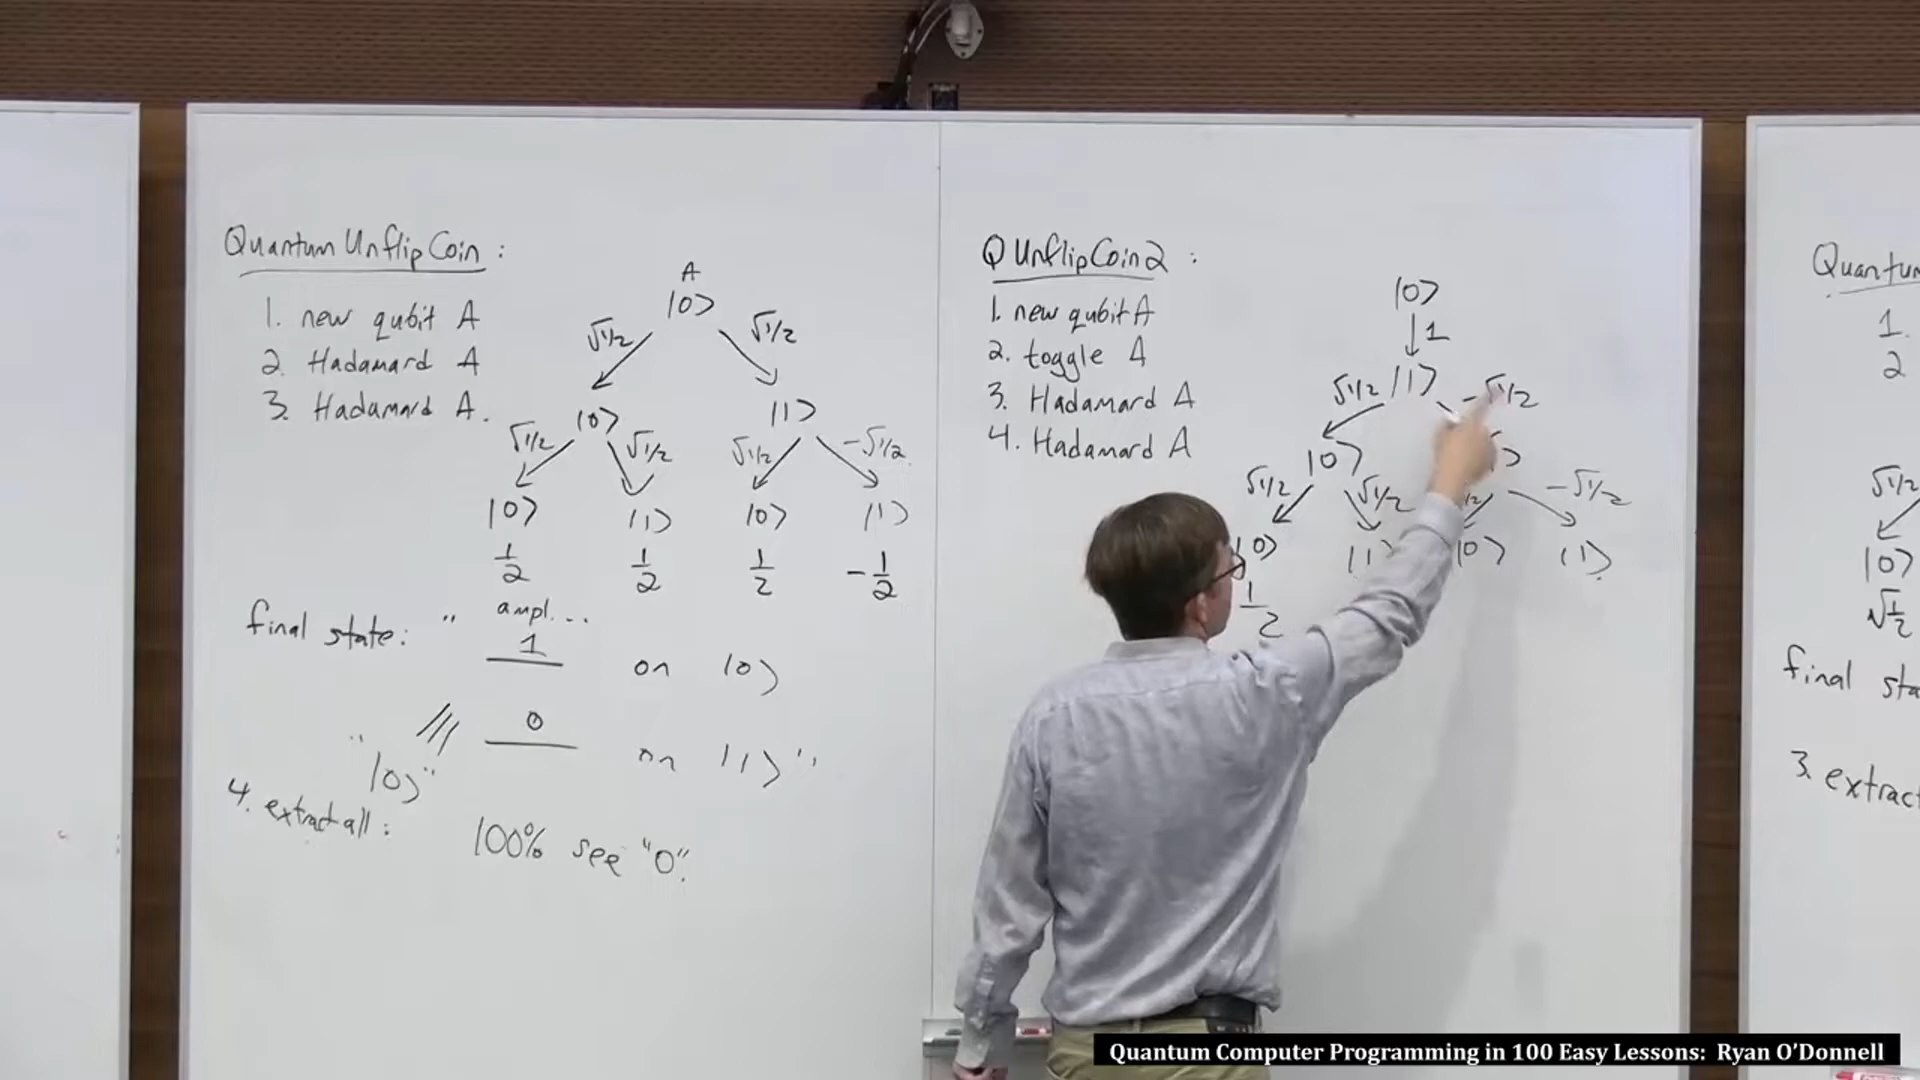 Quantum Unflip Coin :
1. new qubit A
2. Hadamard A
3. Hadamard A.
A
|0⟩
√1/2 √1/2
|0⟩ |1⟩
√1/2 √1/2 √1/2 -√1/2
|0⟩ |1⟩ |0⟩ |1⟩
1/2 1/2 1/2 -1/2
final state: " ampl...
1 on |0⟩
0 on |1⟩"
"|0⟩"
4. extract all: 100% see "0".
Q UnflipCoin2 :
1. new qubit A
2. toggle A
3. Hadamard A
4. Hadamard A
|0⟩
1
√1/2 |1⟩ -√1/2
|0⟩
√1/2 √1/2 -√1/2
|0⟩ |1⟩ |0⟩ |1⟩
1/2
1.
2
√1/2
|0⟩
√1/2
final
3. extract
Quantum Computer Programming in 100 Easy Lessons: Ryan O'Donnell